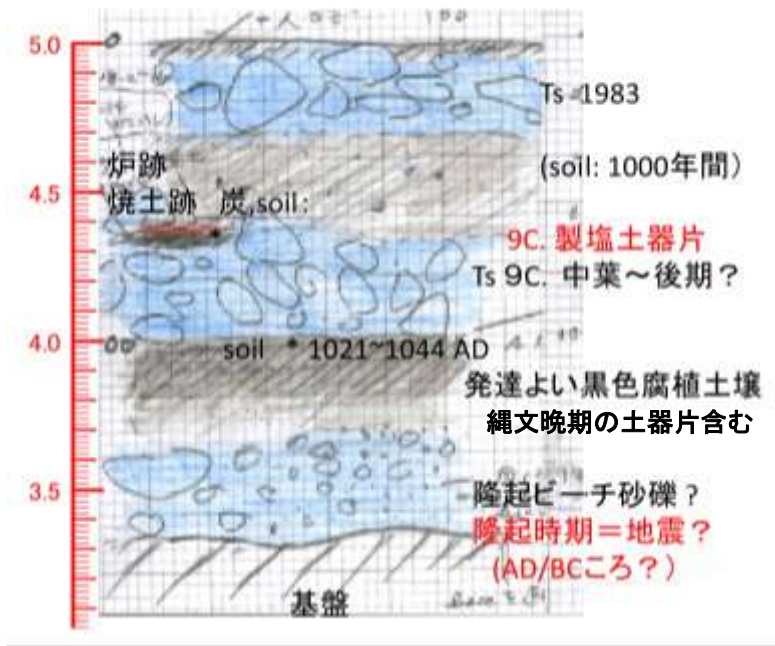 5.0
Ts 1983
炉跡
(soil: 1000年間）
4.5
焼土跡 炭,soil:
9C. 製塩土器片
Ts 9C. 中葉～後期？
4.0
soil * 1021~1044 AD
発達よい黒色腐植土壌
縄文晩期の土器片含む
3.5
隆起ビーチ砂礫？
隆起時期＝地震？
(AD/BCころ？）
基盤